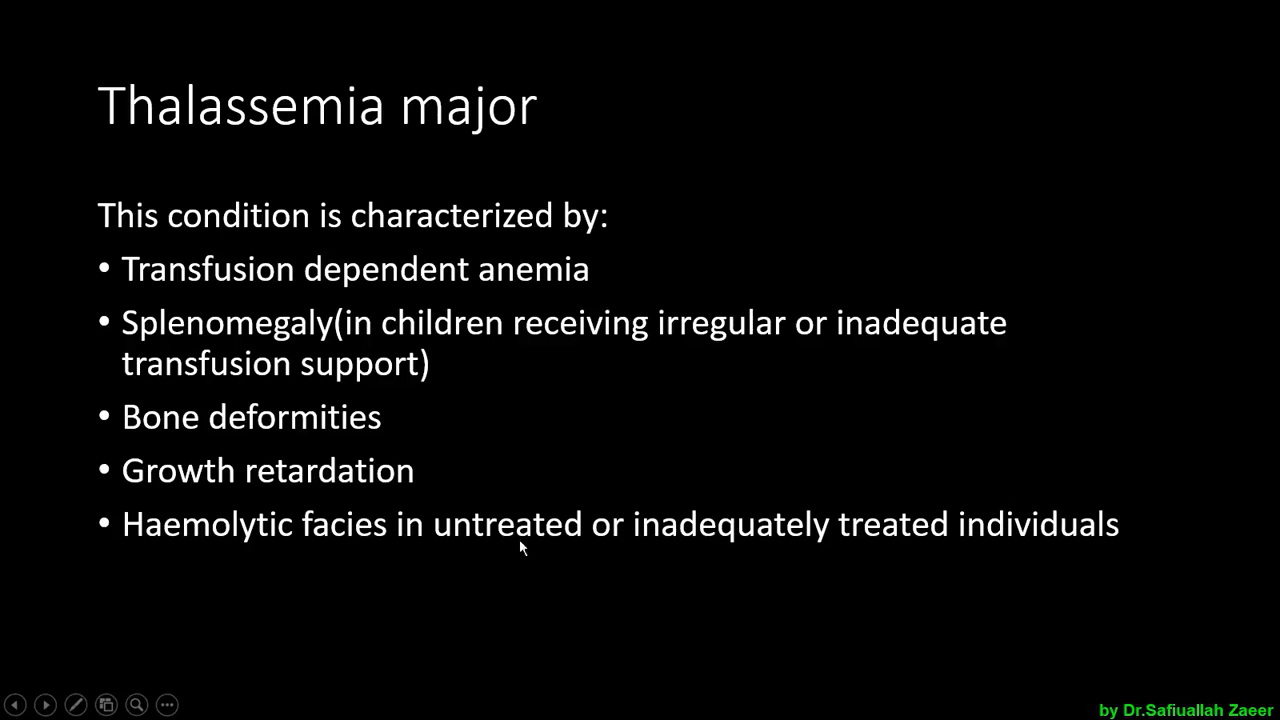 Thalassemia major
This condition is characterized by:
• Transfusion dependent anemia
• Splenomegaly(in children receiving irregular or inadequate
transfusion support)
• Bone deformities
• Growth retardation
• Haemolytic facies in untreated or inadequately treated individuals
by Dr.Safiuallah Zaeer